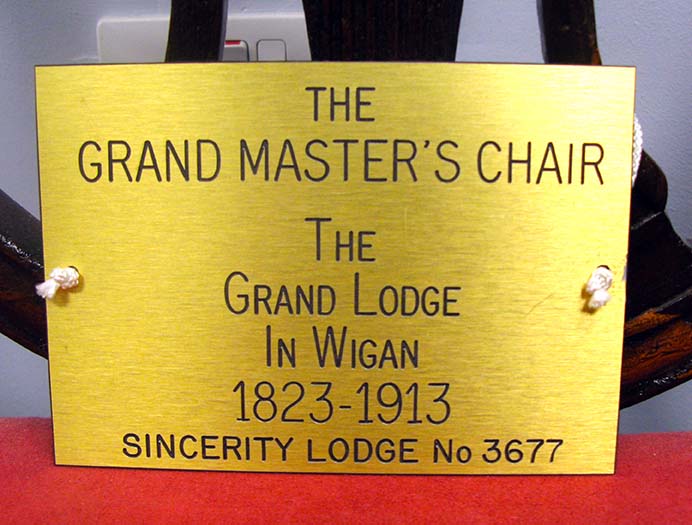 THE
GRAND MASTER'S CHAIR
THE
GRAND LODGE
IN WIGAN
1823-1913
SINCERITY LODGE No 3677